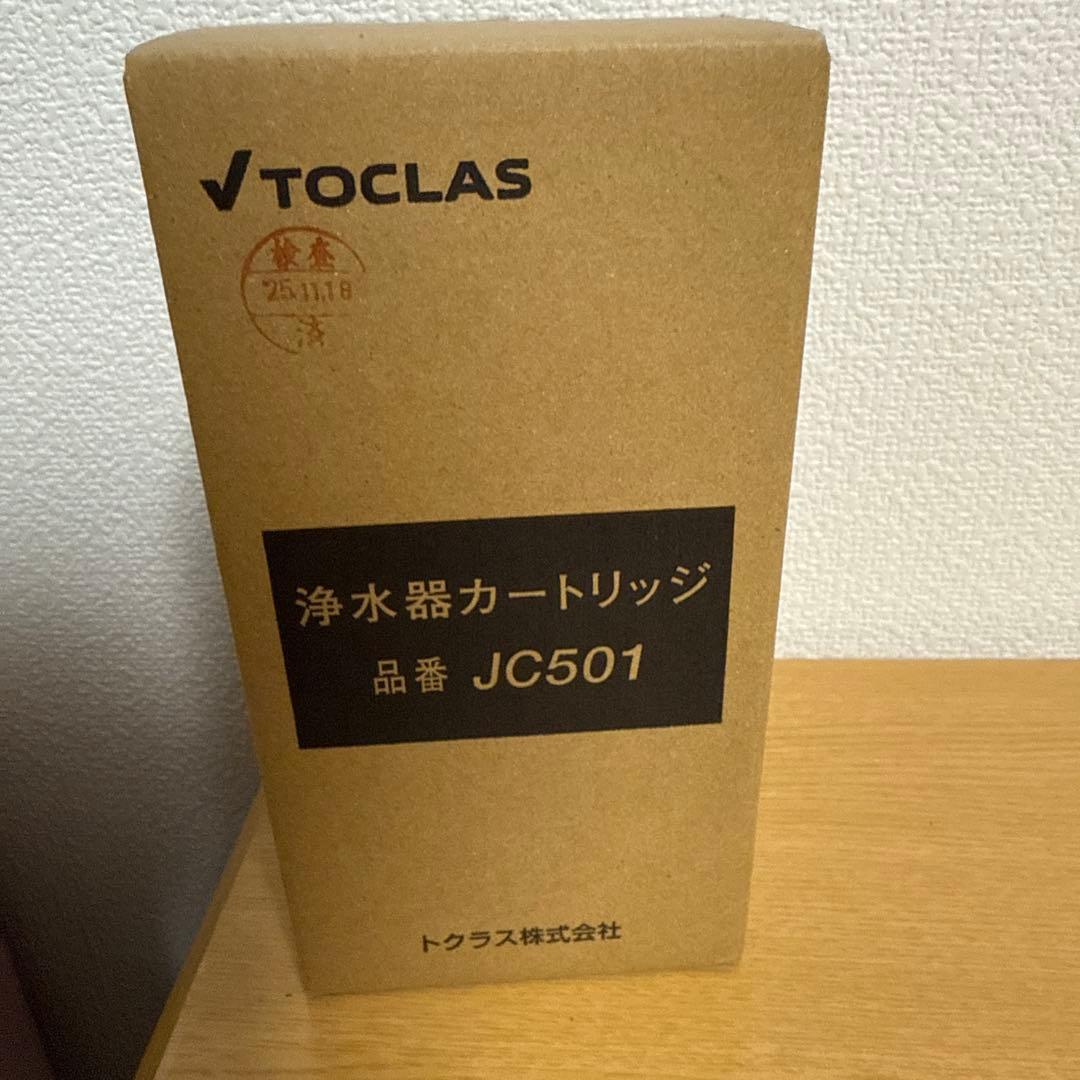 TOCLAS
検査
25.11.18
済
浄水器カートリッジ
品番 JC501
トクラス株式会社